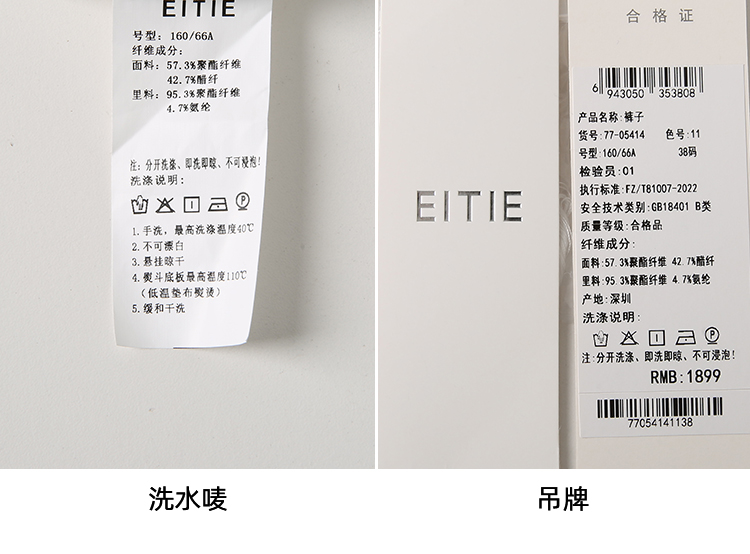 EITIE
号型: 160/66A
纤维成分:
面料: 57.3%聚酯纤维
42.7%醋纤
里料: 95.3%聚酯纤维
4.7%氨纶
注: 分开洗涤、即洗即晾、不可浸泡!
洗涤说明:
1.手洗，最高洗涤温度40℃
2.不可漂白
3.悬挂晾干
4.熨斗底板最高温度110℃
（低温垫布熨烫）
5.缓和干洗
洗水唛
EITIE
合格证
6 943050 353808
产品名称: 裤子
货号: 77-05414 色号: 11
号型: 160/66A 38码
检验员: 01
执行标准: FZ/T81007-2022
安全技术类别: GB18401 B类
质量等级: 合格品
纤维成分:
面料: 57.3%聚酯纤维 42.7%醋纤
里料: 95.3%聚酯纤维 4.7%氨纶
产地: 深圳
洗涤说明:
注: 分开洗涤、即洗即晾、不可浸泡!
RMB: 1899
77054141138
吊牌